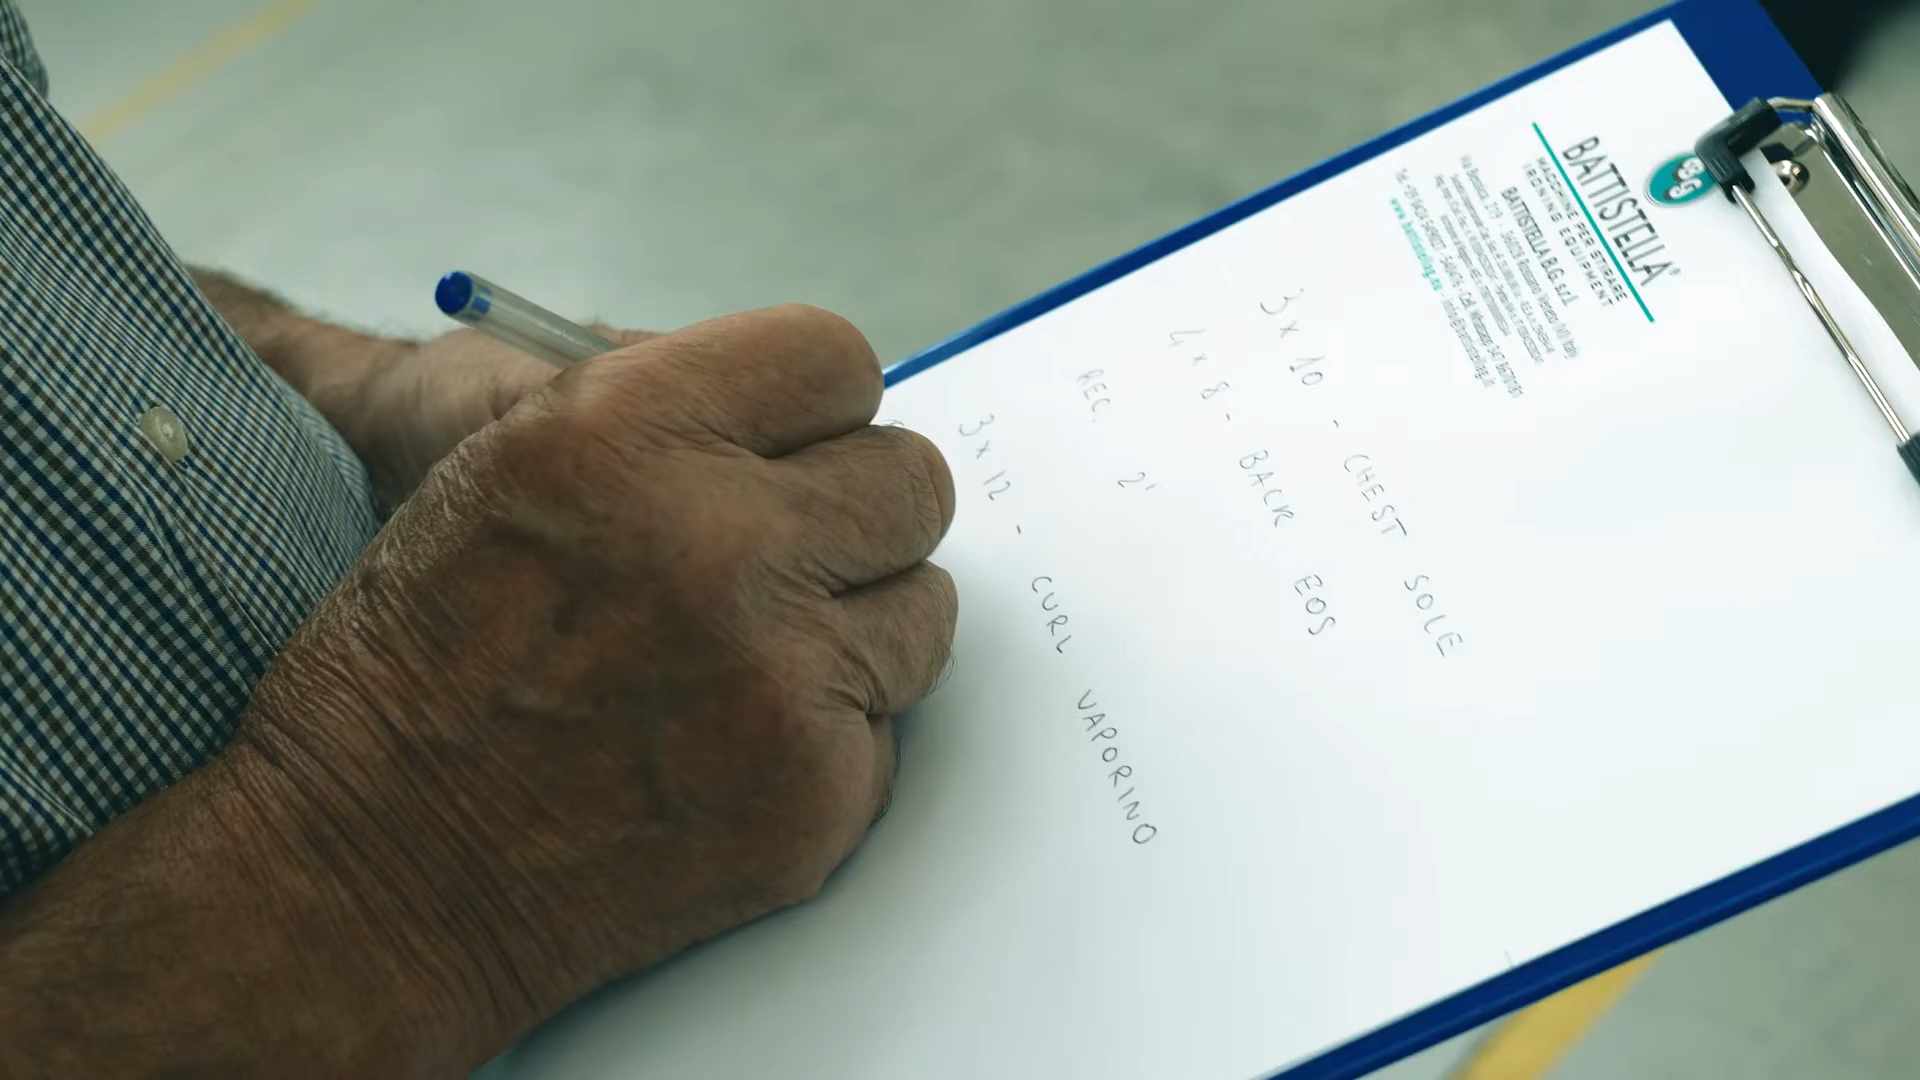 BATTISTELLA®
BBG
MACCHINE PER STIRARE
IRONING EQUIPMENT
BATTISTELLA B.G. s.r.l.
3 x 10 - CHEST SOLE
4 x 8 - BACK EOS
REC. 2'
3 x 12 - CURL VAPORINO